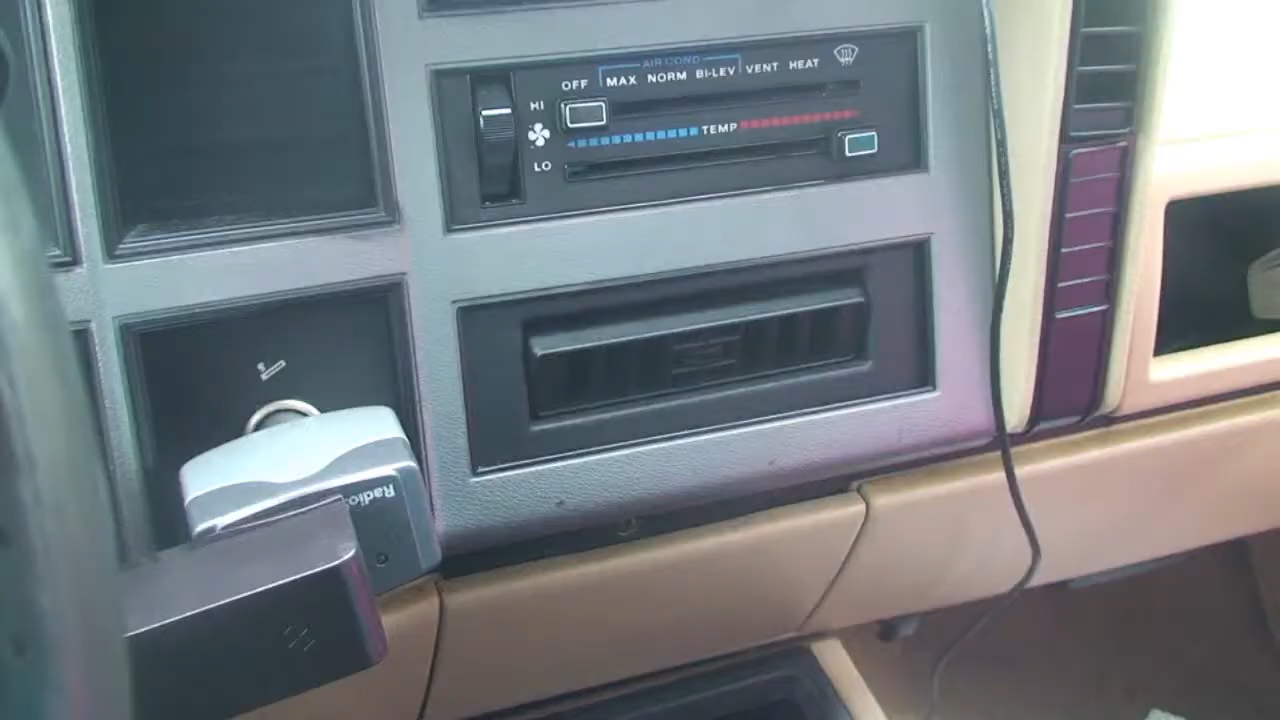 AIR COND
OFF MAX NORM BI-LEV VENT HEAT
HI
TEMP
LO
Radio